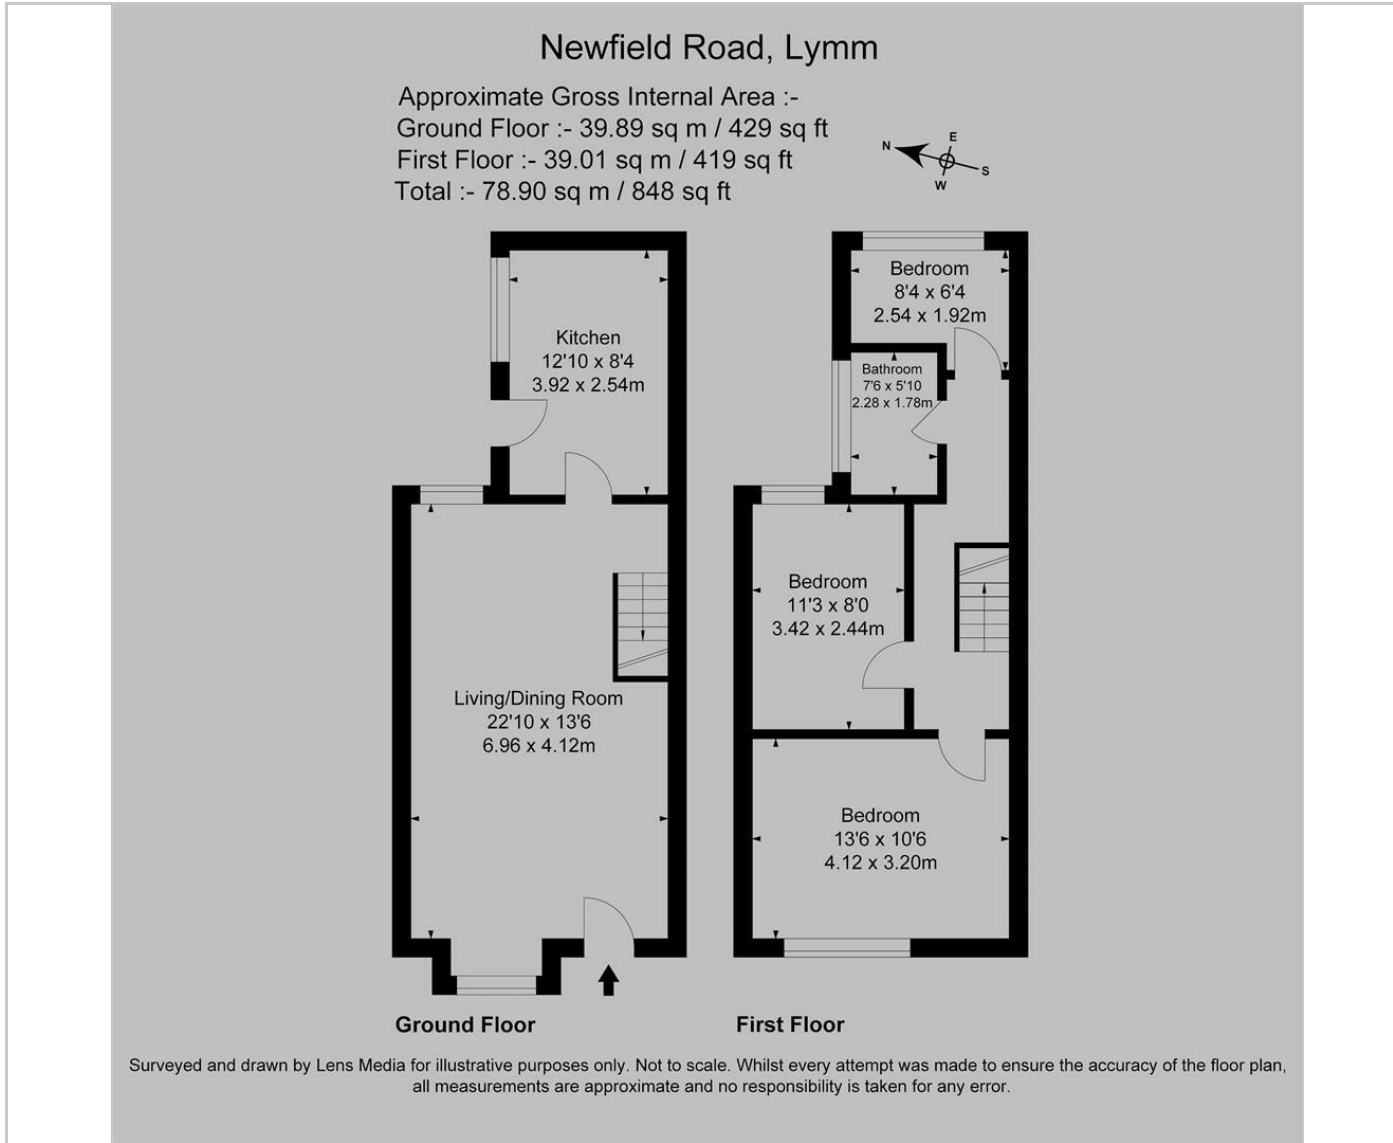 Newfield Road, Lymm
Approximate Gross Internal Area :-
Ground Floor :- 39.89 sq m / 429 sq ft
First Floor :- 39.01 sq m / 419 sq ft
Total :- 78.90 sq m / 848 sq ft
N
E
S
W
Kitchen
12'10 x 8'4
3.92 x 2.54m
Living/Dining Room
22'10 x 13'6
6.96 x 4.12m
Ground Floor
Bedroom
8'4 x 6'4
2.54 x 1.92m
Bathroom
7'6 x 5'10
2.28 x 1.78m
Bedroom
11'3 x 8'0
3.42 x 2.44m
Bedroom
13'6 x 10'6
4.12 x 3.20m
First Floor
Surveyed and drawn by Lens Media for illustrative purposes only. Not to scale. Whilst every attempt was made to ensure the accuracy of the floor plan,
all measurements are approximate and no responsibility is taken for any error.